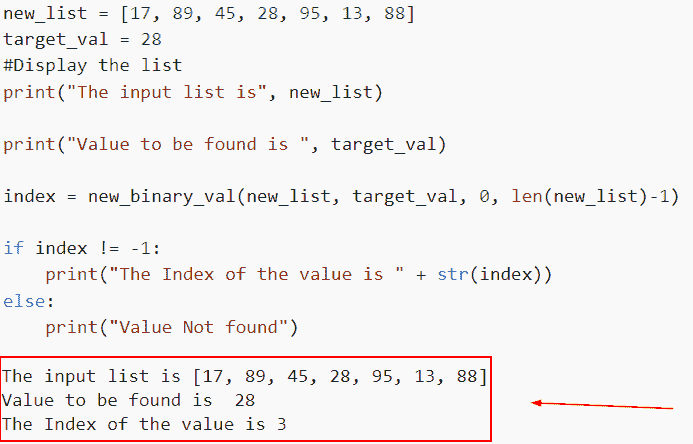 new_list = [17, 89, 45, 28, 95, 13, 88]
target_val = 28
#Display the list
print("The input list is", new_list)
print("Value to be found is ", target_val)
index = new_binary_val(new_list, target_val, 0, len(new_list)-1)
if index != -1:
    print("The Index of the value is " + str(index))
else:
    print("Value Not found")
The input list is [17, 89, 45, 28, 95, 13, 88]
Value to be found is  28
The Index of the value is 3